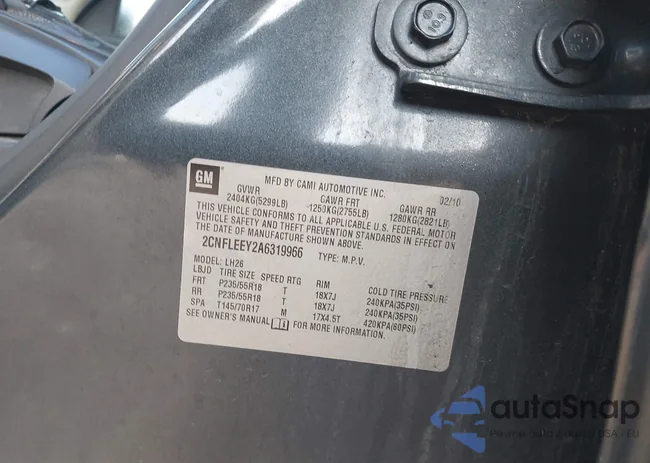 GM
MFD BY CAMI AUTOMOTIVE INC. 02/10
GVWR GAWR FRT GAWR RR
2404KG(5299LB) 1250KG(2755LB) 1280KG(2821LB)
THIS VEHICLE CONFORMS TO ALL APPLICABLE U.S. FEDERAL MOTOR
VEHICLE SAFETY AND THEFT PREVENTION STANDARDS IN EFFECT ON
THE DATE OF MANUFACTURE SHOWN ABOVE.
2CNFLEEY2A6319966 TYPE: M.P.V.
MODEL: LH26
LBJD TIRE SIZE SPEED RTG RIM COLD TIRE PRESSURE
FRT P235/55R18 T 18X7J 240KPA(35PSI)
RR P235/55R18 T 18X7J 240KPA(35PSI)
SPA T145/70R17 M 17X4.5T 420KPA(60PSI)
SEE OWNER'S MANUAL FOR MORE INFORMATION.
autoSnap
USA - EU